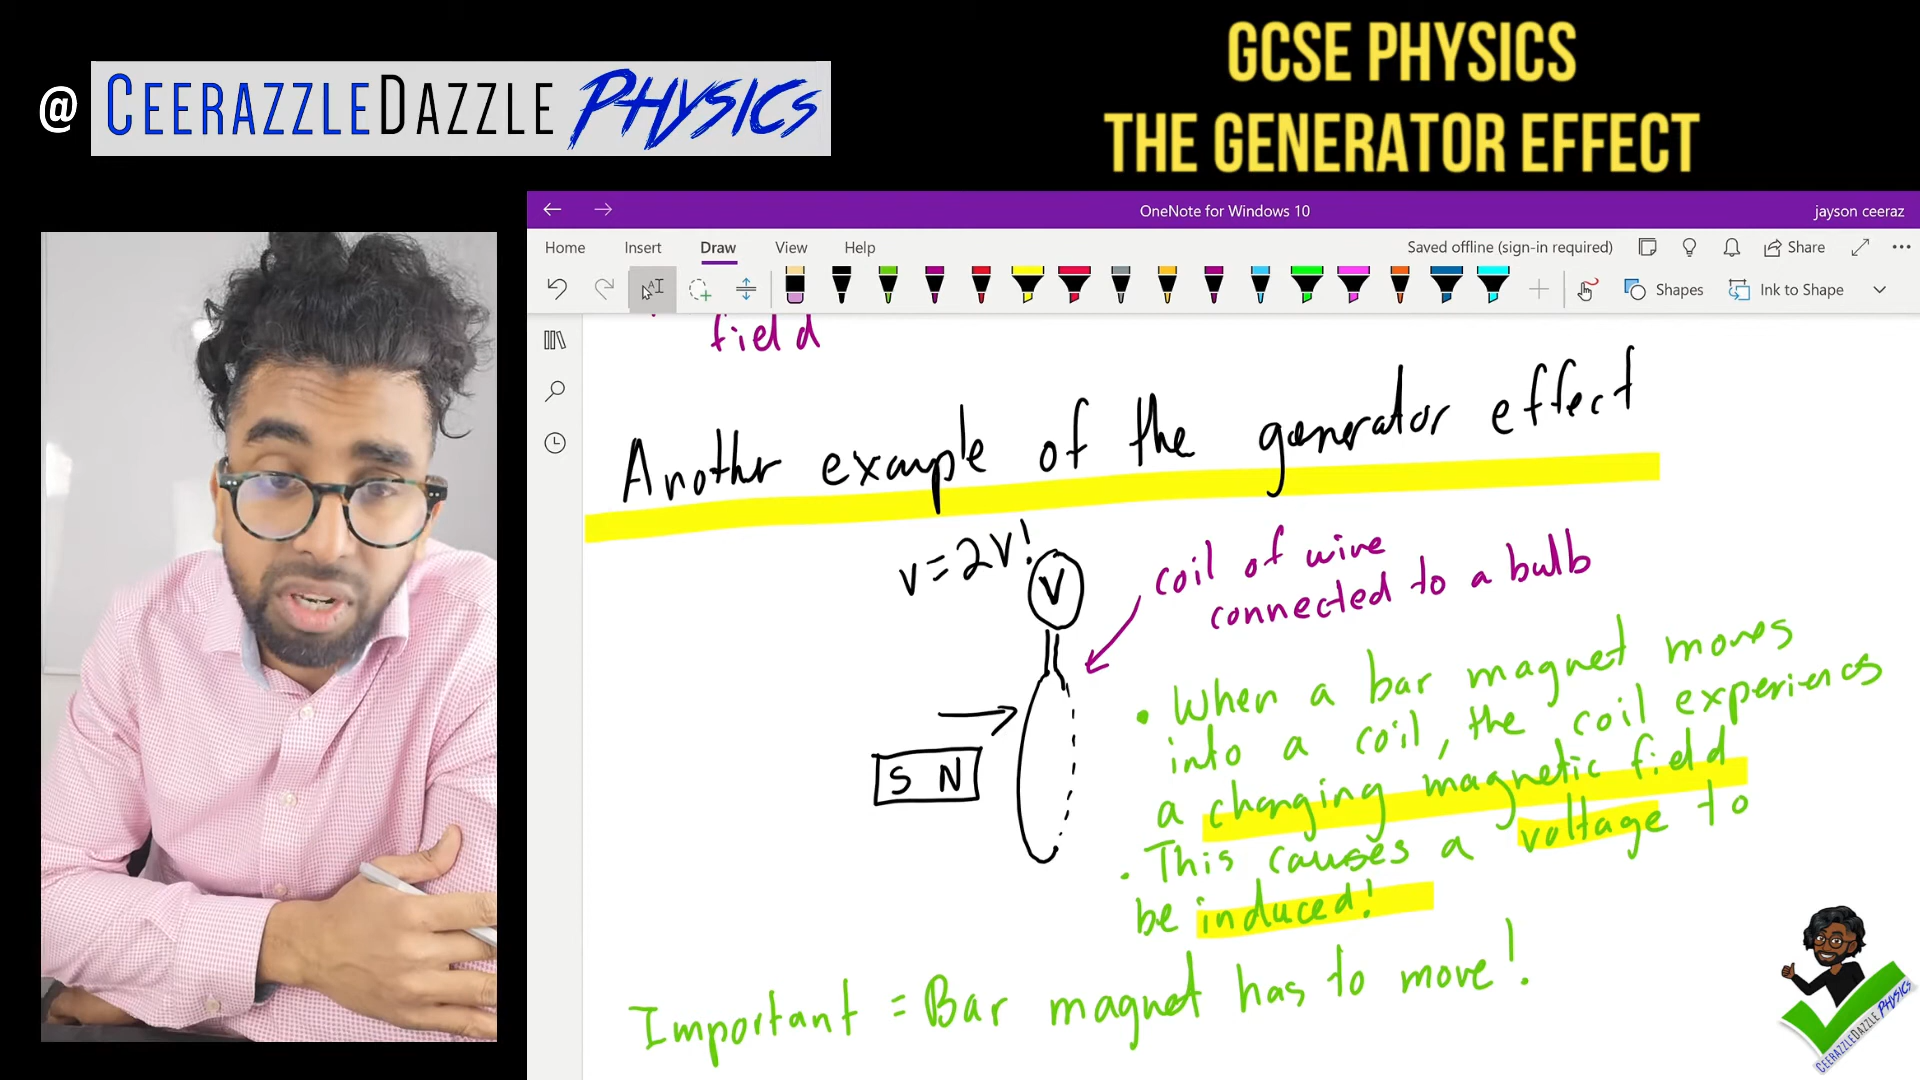 @ CEERAZZLEDAZZLE PHYSICS
GCSE PHYSICS
THE GENERATOR EFFECT
OneNote for Windows 10
jayson ceeraz
Home Insert Draw View Help
Saved offline (sign-in required)
Share
Shapes
Ink to Shape
field
Another example of the generator effect
V = 2V!
V
coil of wire
connected to a bulb
S N
• When a bar magnet moves
into a coil, the coil experiences
a changing magnetic field
• This causes a voltage to
be induced!
Important = Bar magnet has to move!
CEERAZZLEDAZZLE PHYSICS